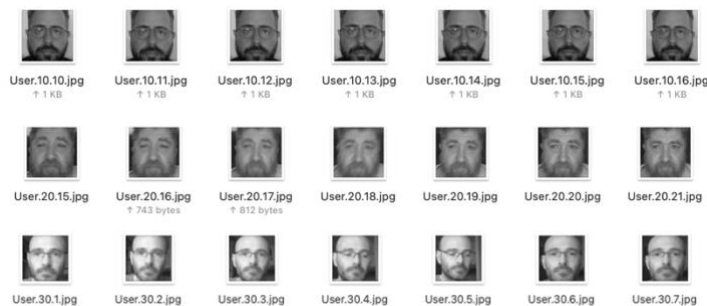 User.10.10.jpg User.10.11.jpg User.10.12.jpg User.10.13.jpg User.10.14.jpg User.10.15.jpg User.10.16.jpg
↑ 1 KB ↑ 1 KB ↑ 1 KB ↑ 1 KB ↑ 1 KB ↑ 1 KB ↑ 1 KB
User.20.15.jpg User.20.16.jpg User.20.17.jpg User.20.18.jpg User.20.19.jpg User.20.20.jpg User.20.21.jpg
↑ 743 bytes ↑ 812 bytes
User.30.1.jpg User.30.2.jpg User.30.3.jpg User.30.4.jpg User.30.5.jpg User.30.6.jpg User.30.7.jpg